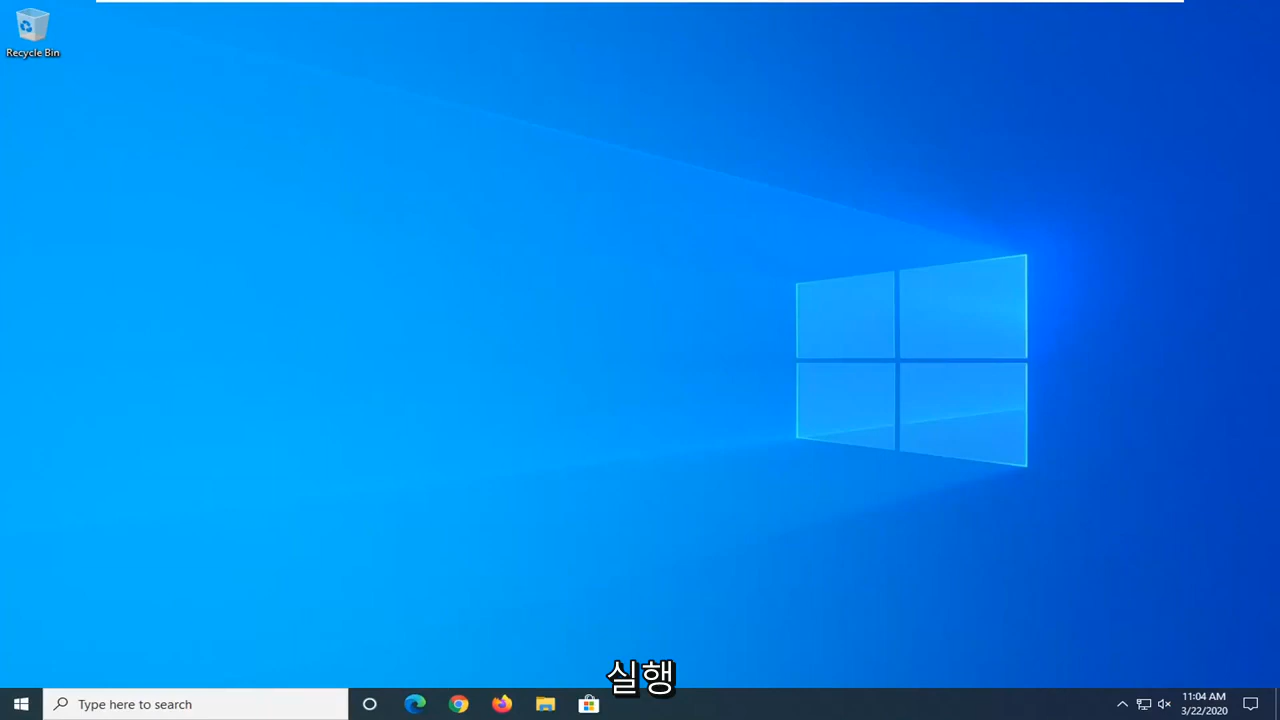 Recycle Bin
실행
Type here to search
11:04 AM
3/22/2020